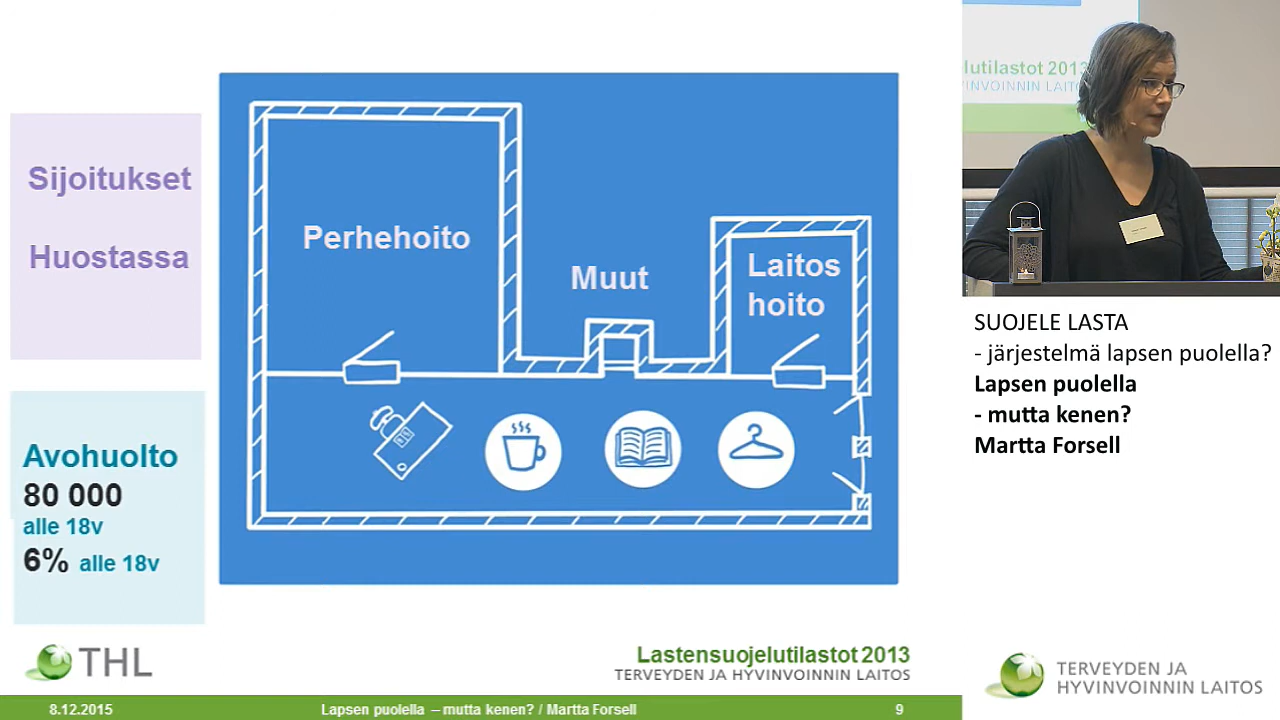 Sijoitukset
Huostassa
Avohuolto
80 000
alle 18v
6% alle 18v
Perhehoito
Muut
Laitos
hoito
THL
Lastensuojelutilastot 2013
TERVEYDEN JA HYVINVOINNIN LAITOS
8.12.2015
Lapsen puolella – mutta kenen? / Martta Forsell
9
lutilastot 2013
INVOINNIN LAIT
SUOJELE LASTA
- järjestelmä lapsen puolella?
Lapsen puolella
- mutta kenen?
Martta Forsell
TERVEYDEN JA
HYVINVOINNIN LAITOS